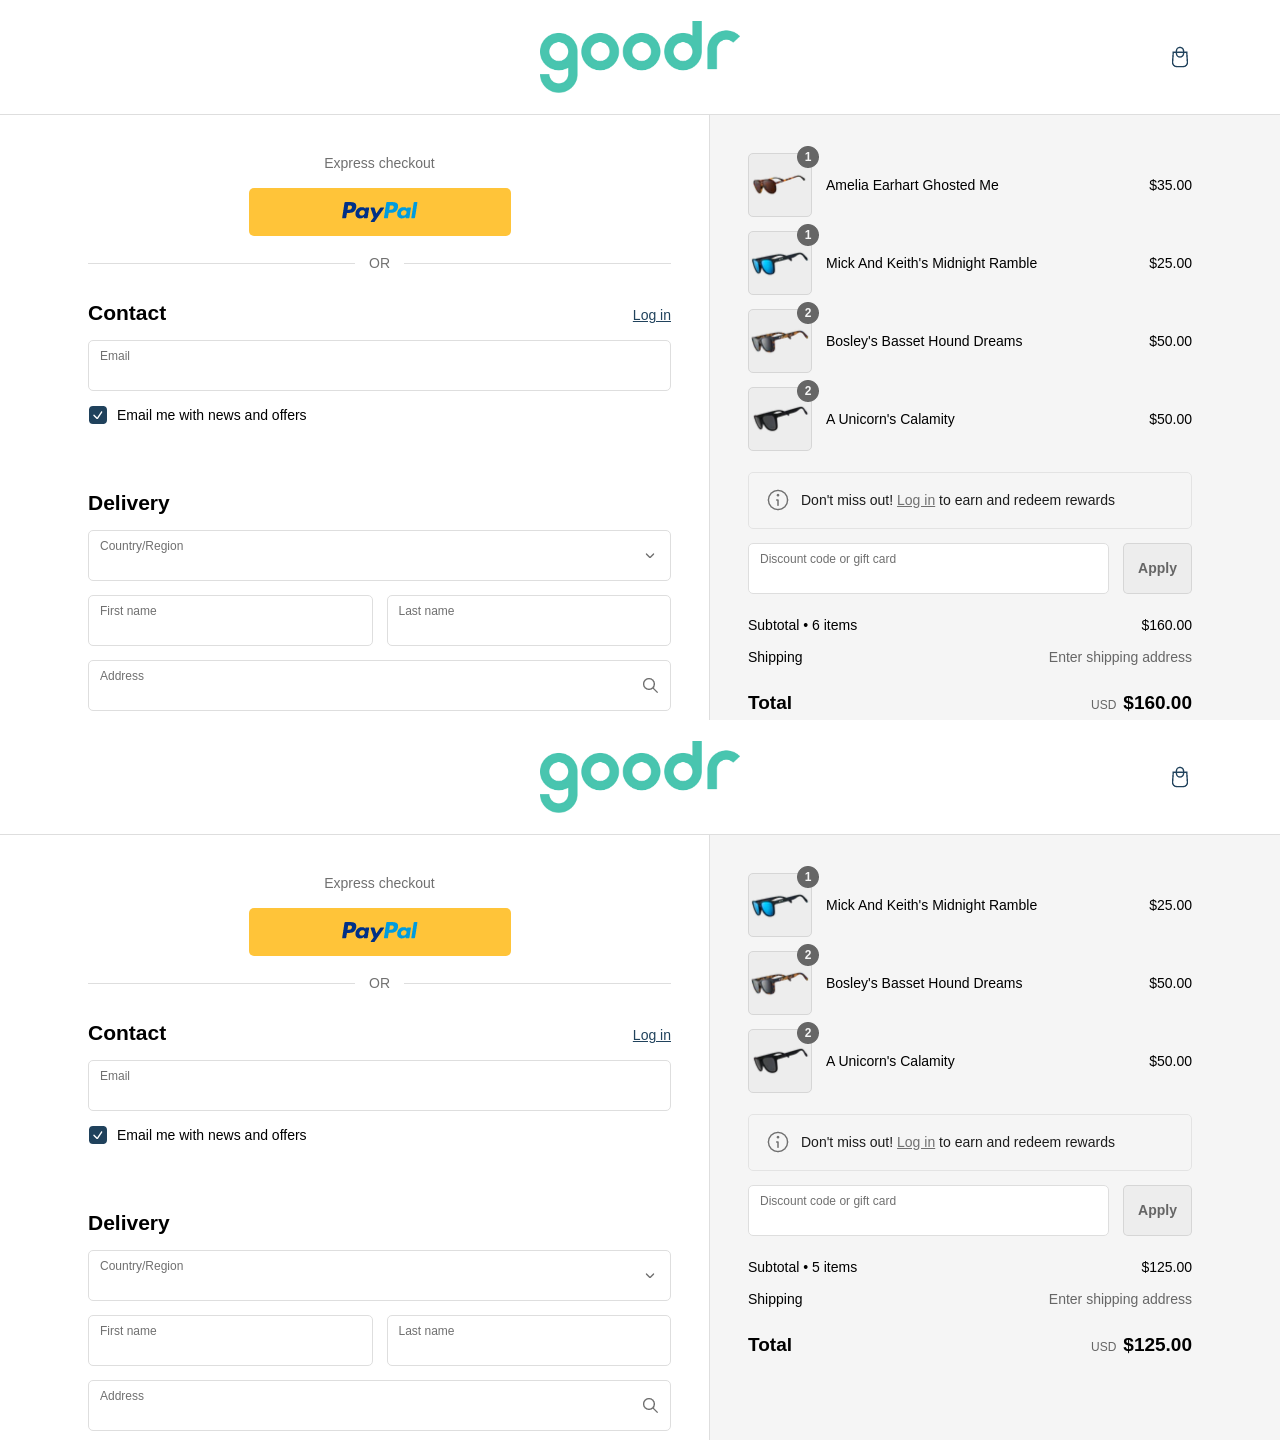 goodr
Express checkout
PayPal
OR
Contact
Log in
Email
Email me with news and offers
Delivery
Country/Region
First name
Last name
Address
1
Amelia Earhart Ghosted Me
$35.00
1
Mick And Keith's Midnight Ramble
$25.00
2
Bosley's Basset Hound Dreams
$50.00
2
A Unicorn's Calamity
$50.00
Don't miss out! Log in to earn and redeem rewards
Discount code or gift card
Apply
Subtotal • 6 items
$160.00
Shipping
Enter shipping address
Total
USD $160.00
goodr
Express checkout
PayPal
OR
Contact
Log in
Email
Email me with news and offers
Delivery
Country/Region
First name
Last name
Address
1
Mick And Keith's Midnight Ramble
$25.00
2
Bosley's Basset Hound Dreams
$50.00
2
A Unicorn's Calamity
$50.00
Don't miss out! Log in to earn and redeem rewards
Discount code or gift card
Apply
Subtotal • 5 items
$125.00
Shipping
Enter shipping address
Total
USD $125.00